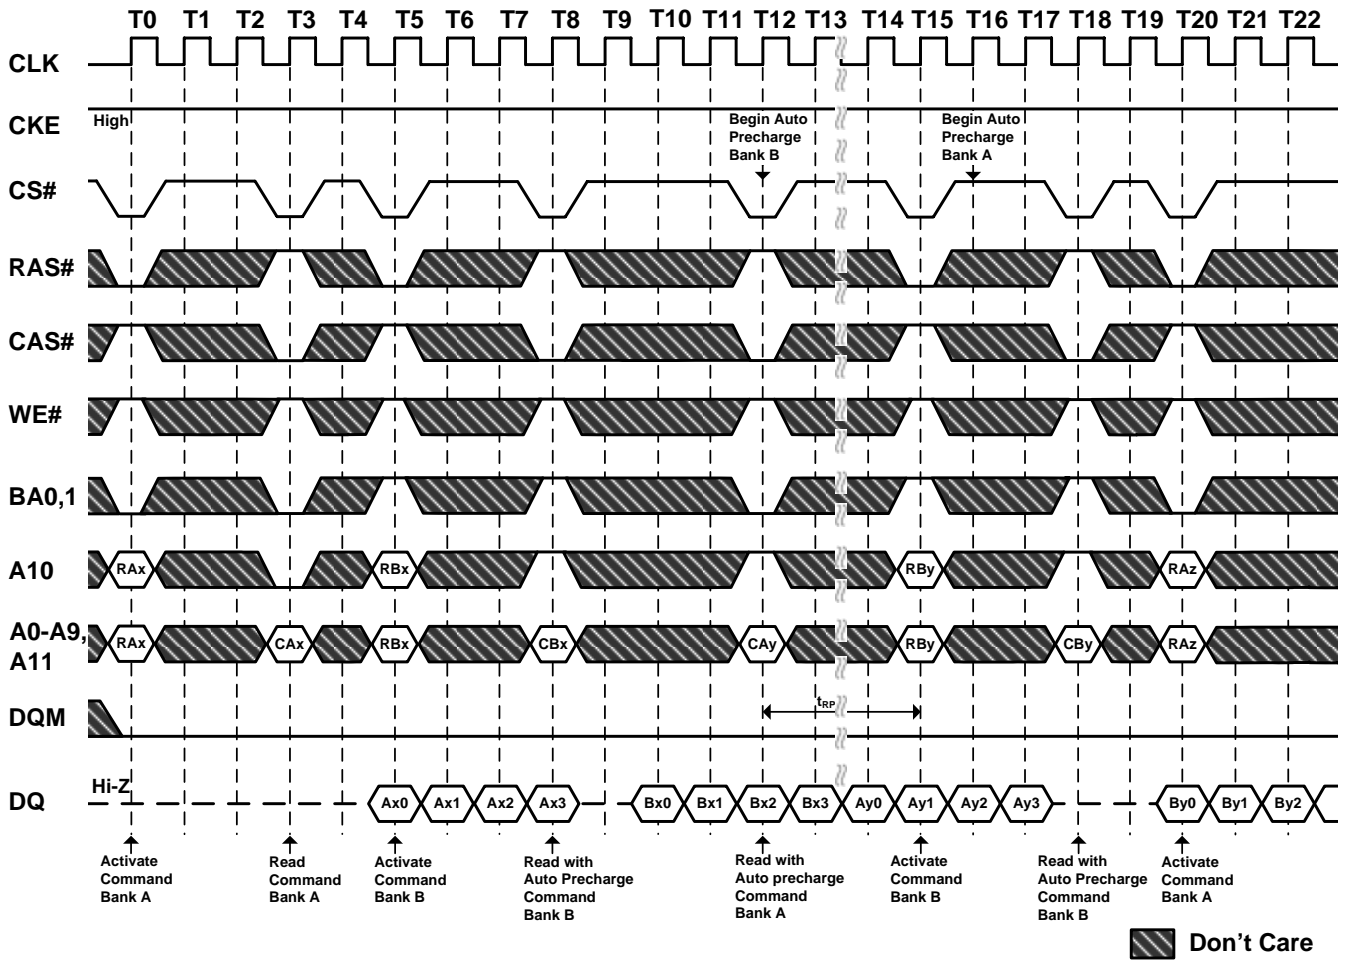 T0 T1 T2 T3 T4 T5 T6 T7 T8 T9 T10 T11 T12 T13 T14 T15 T16 T17 T18 T19 T20 T21 T22
CLK
CKE
High
Begin Auto
Precharge
Bank B
Begin Auto
Precharge
Bank A
CS#
RAS#
CAS#
WE#
BA0,1
A10
RAx RBx RBy RAz
A0-A9,
A11
RAx CAx RBx CBx CAy RBy CBy RAz
DQM
tRP
DQ
Hi-Z
Ax0 Ax1 Ax2 Ax3 Bx0 Bx1 Bx2 Bx3 Ay0 Ay1 Ay2 Ay3 By0 By1 By2
Activate
Command
Bank A
Read
Command
Bank A
Activate
Command
Bank B
Read with
Auto Precharge
Command
Bank B
Read with
Auto precharge
Command
Bank A
Activate
Command
Bank B
Read with
Auto Precharge
Command
Bank B
Activate
Command
Bank A
Don't Care